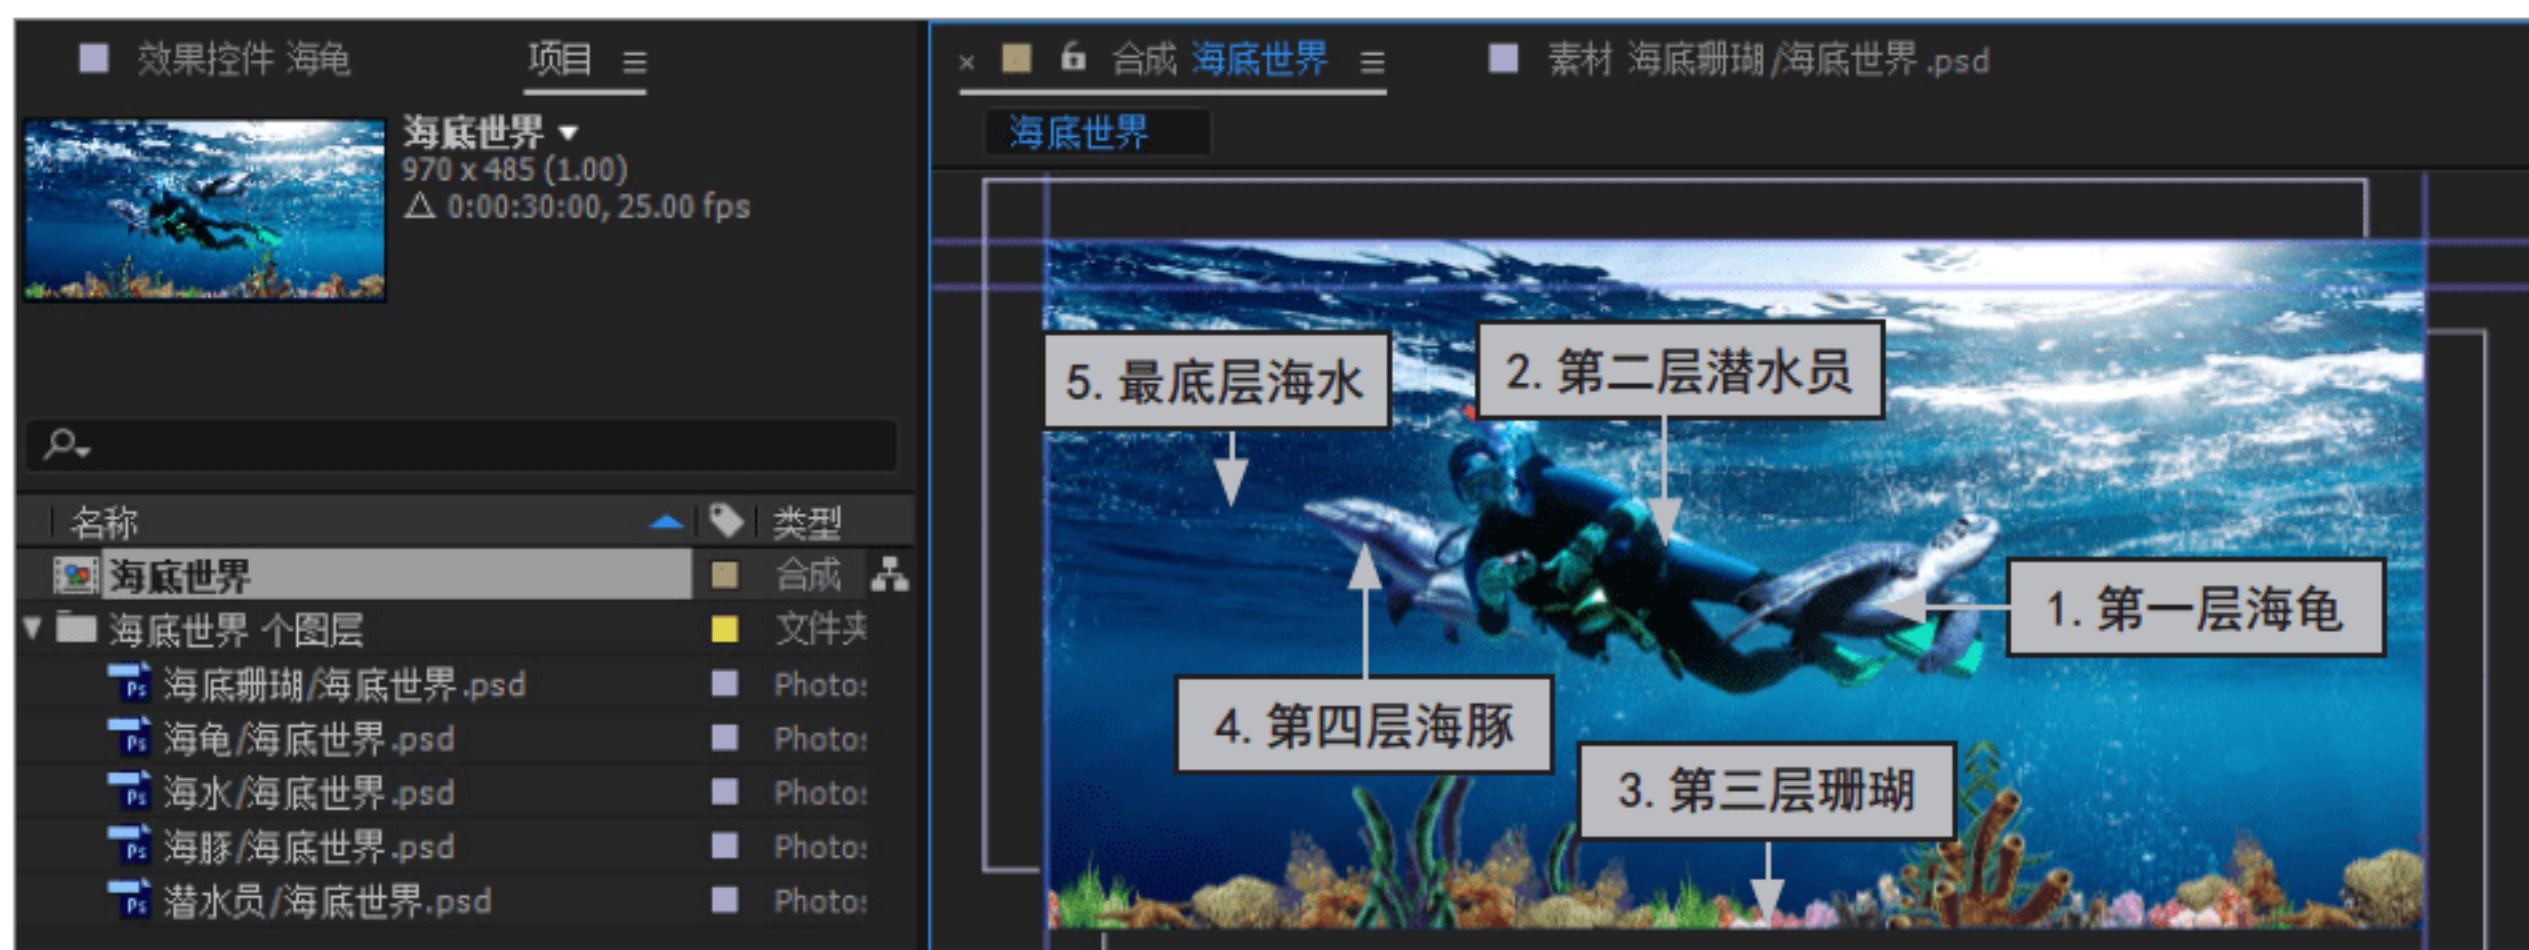 效果控件 海龟
项目
海底世界
970 x 485 (1.00)
Δ 0:00:30:00, 25.00 fps
名称
类型
海底世界
合成
海底世界 个图层
文件夹
海底珊瑚/海底世界.psd
Photo:
海龟/海底世界.psd
Photo:
海水/海底世界.psd
Photo:
海豚/海底世界.psd
Photo:
潜水员/海底世界.psd
Photo:
× 合成 海底世界
素材 海底珊瑚/海底世界.psd
海底世界
5. 最底层海水
2. 第二层潜水员
1. 第一层海龟
4. 第四层海豚
3. 第三层珊瑚